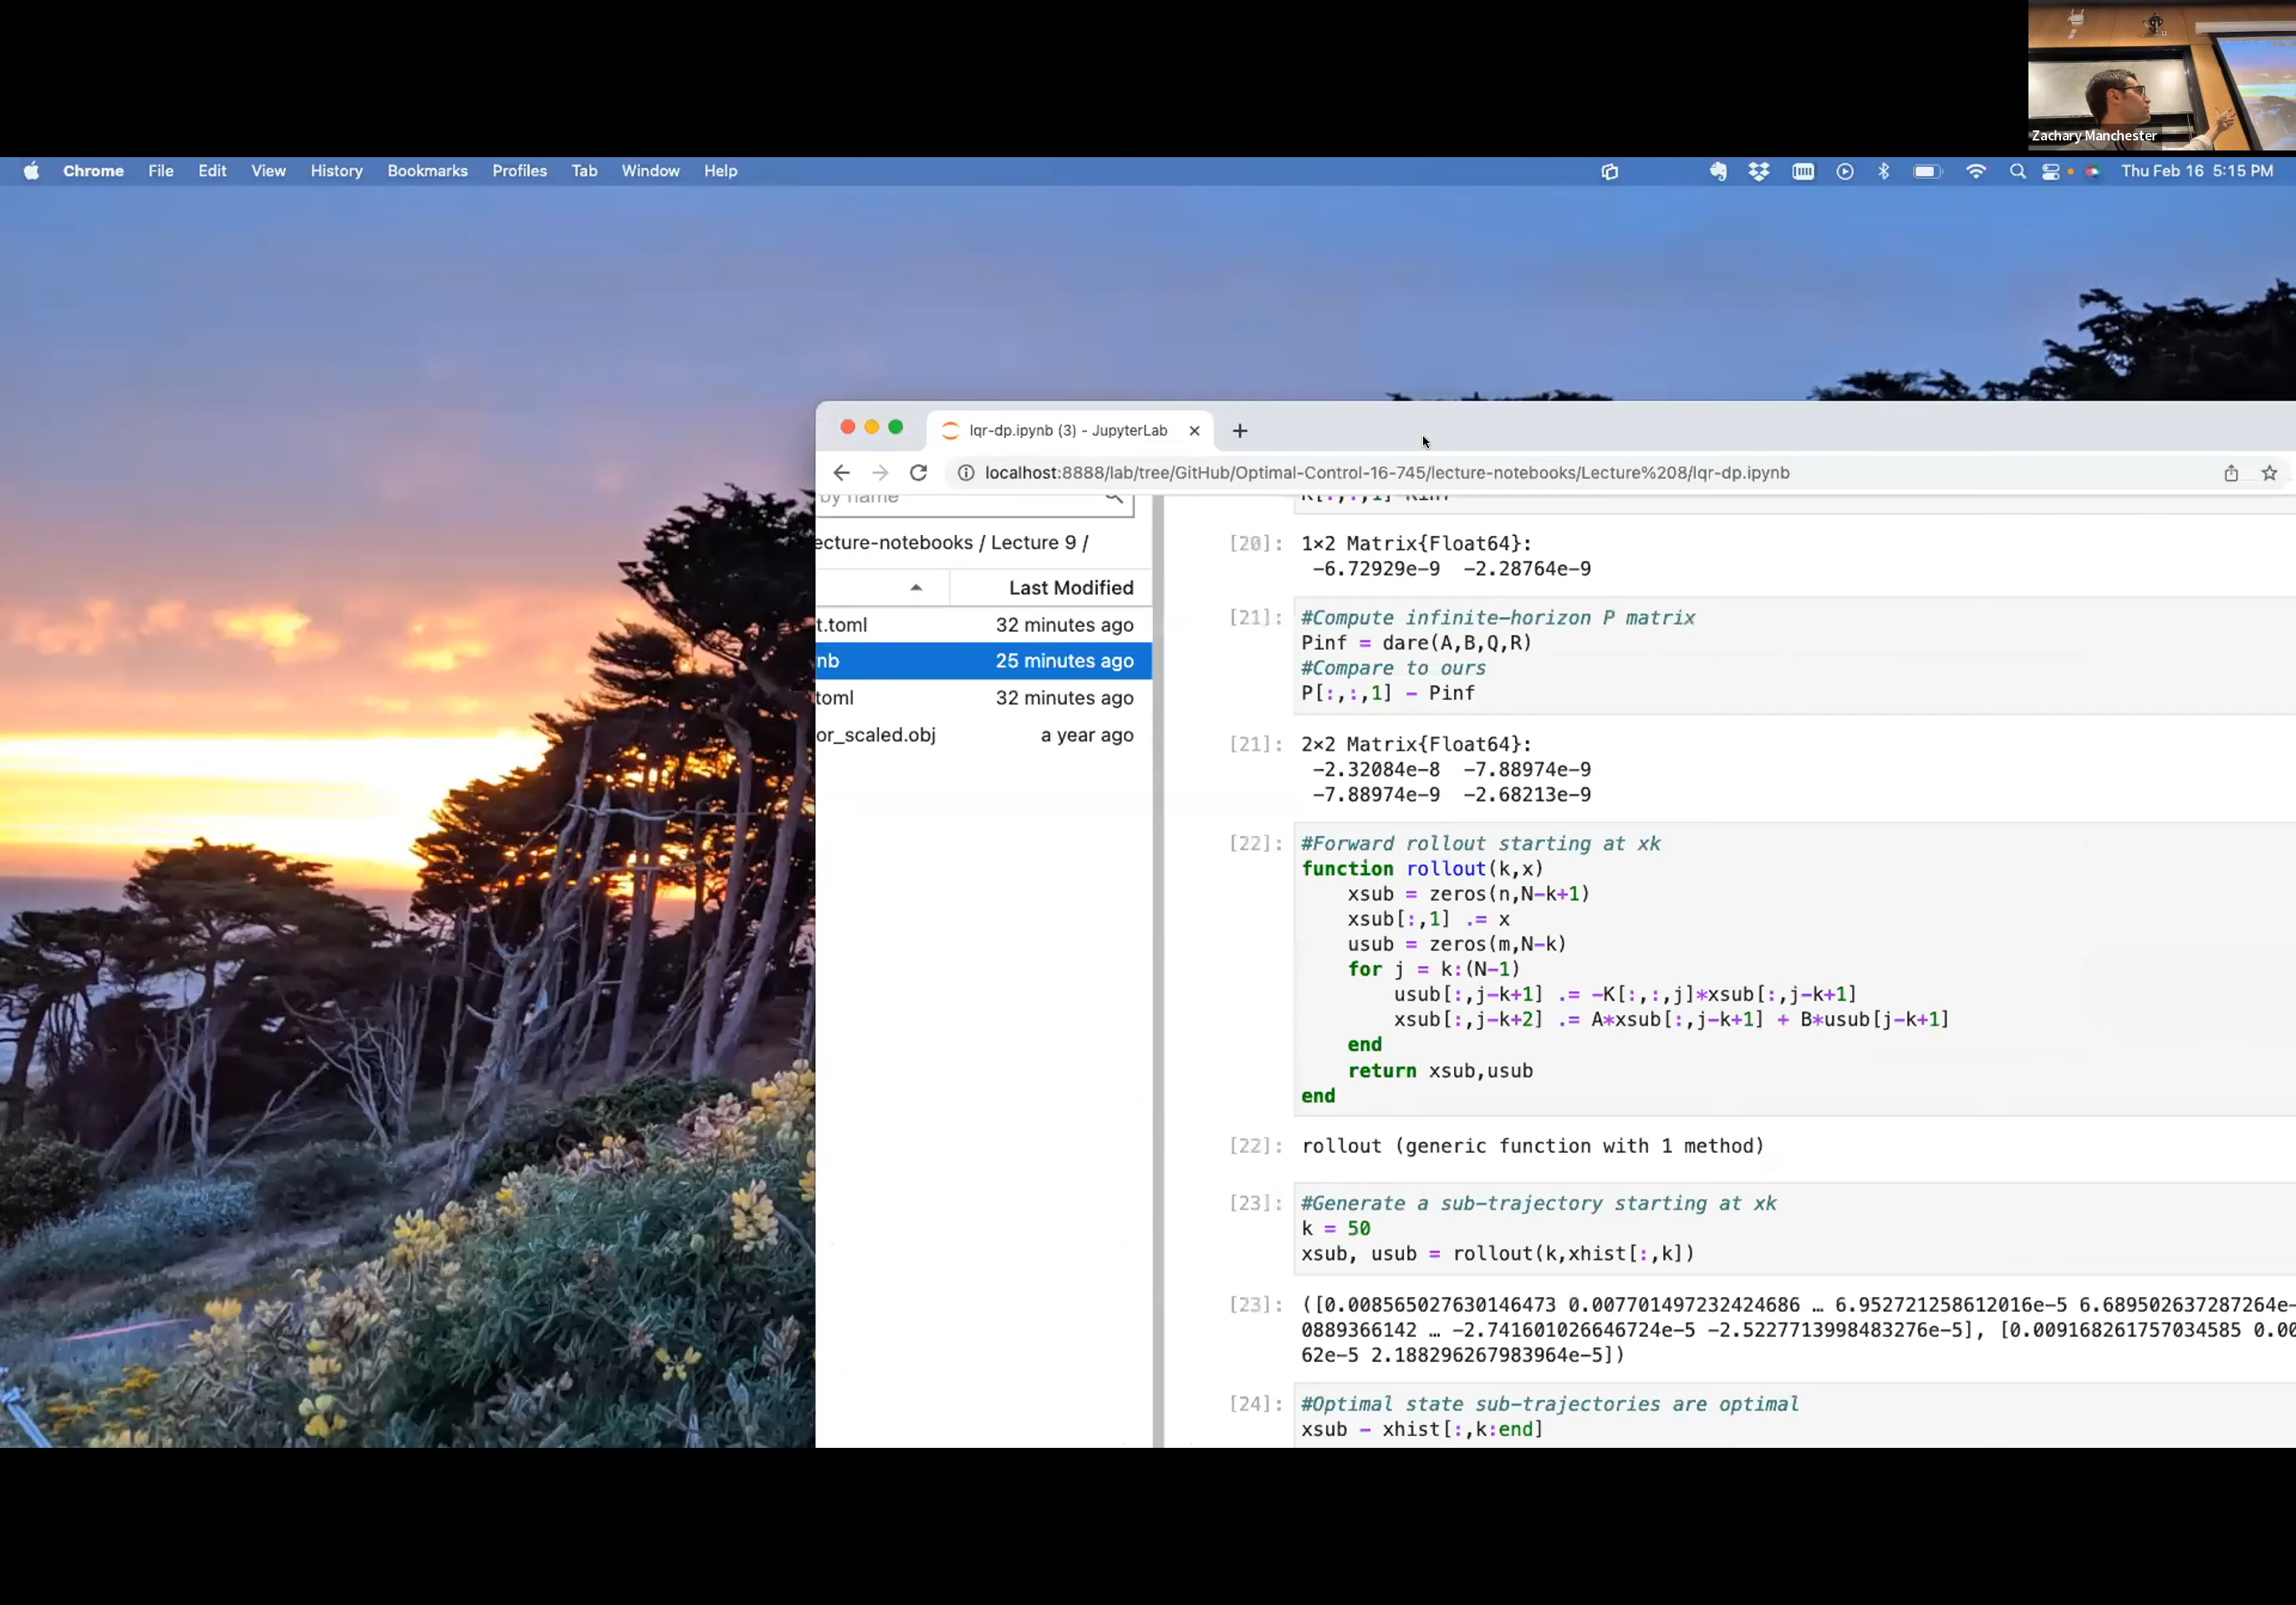 Zachary Manchester
Chrome File Edit View History Bookmarks Profiles Tab Window Help Thu Feb 16 5:15 PM
lqr-dp.ipynb (3) - JupyterLab
localhost:8888/lab/tree/GitHub/Optimal-Control-16-745/lecture-notebooks/Lecture%208/lqr-dp.ipynb
by name
ecture-notebooks / Lecture 9 /
Last Modified
t.toml 32 minutes ago
nb 25 minutes ago
toml 32 minutes ago
or_scaled.obj a year ago
[20]: 1×2 Matrix{Float64}:
-6.72929e-9 -2.28764e-9
[21]: #Compute infinite-horizon P matrix
Pinf = dare(A,B,Q,R)
#Compare to ours
P[:,:,1] - Pinf
[21]: 2×2 Matrix{Float64}:
-2.32084e-8 -7.88974e-9
-7.88974e-9 -2.68213e-9
[22]: #Forward rollout starting at xk
function rollout(k,x)
xsub = zeros(n,N-k+1)
xsub[:,1] .= x
usub = zeros(m,N-k)
for j = k:(N-1)
usub[:,j-k+1] .= -K[:,:,j]*xsub[:,j-k+1]
xsub[:,j-k+2] .= A*xsub[:,j-k+1] + B*usub[j-k+1]
end
return xsub,usub
end
[22]: rollout (generic function with 1 method)
[23]: #Generate a sub-trajectory starting at xk
k = 50
xsub, usub = rollout(k,xhist[:,k])
[23]: ([0.008565027630146473 0.007701497232424686 … 6.952721258612016e-5 6.689502637287264e-
0889366142 … -2.741601026646724e-5 -2.5227713998483276e-5], [0.009168261757034585 0.00
62e-5 2.188296267983964e-5])
[24]: #Optimal state sub-trajectories are optimal
xsub - xhist[:,k:end]